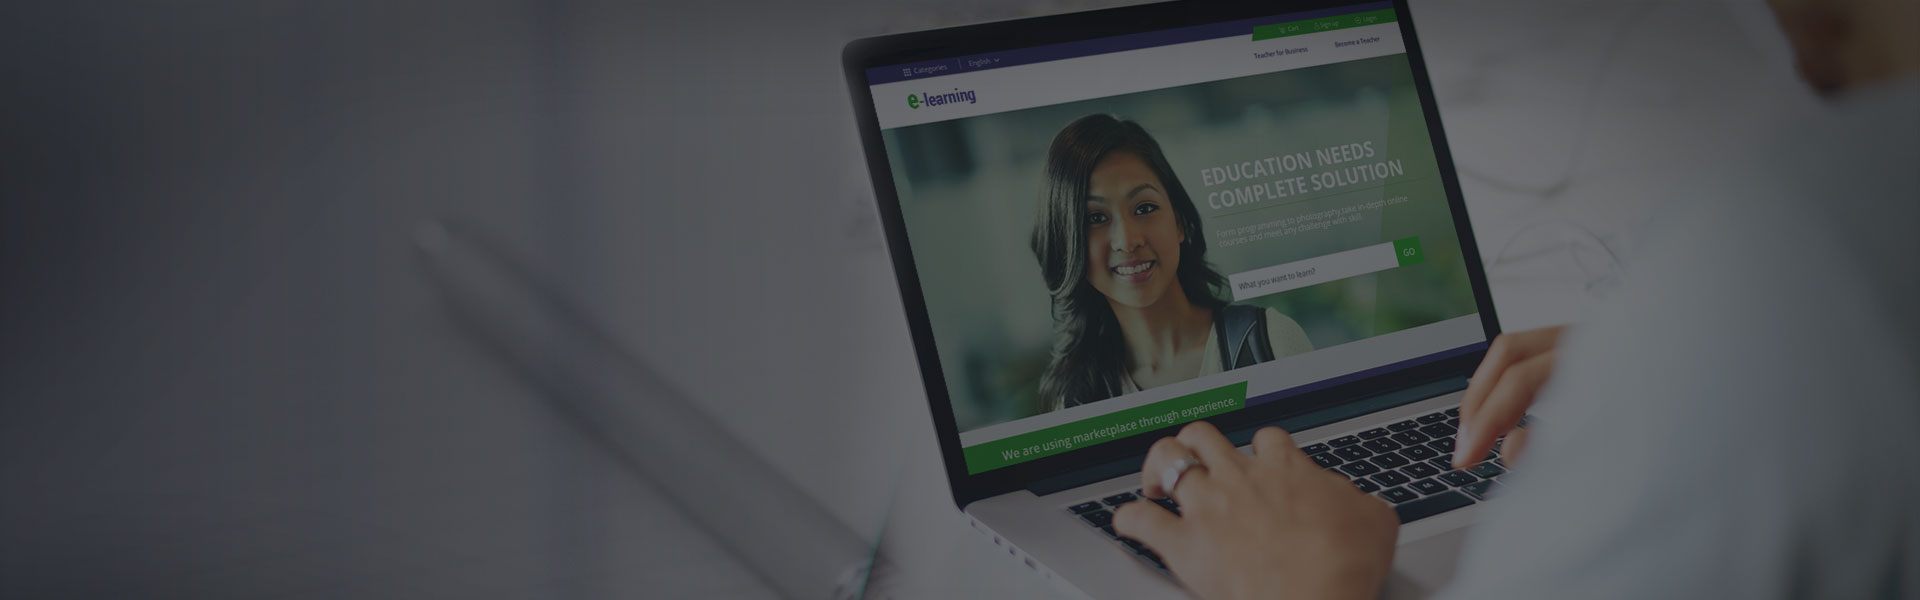 Cart Sign up Login
Categories English
Teacher for Business Become a Teacher
e-learning
EDUCATION NEEDS
COMPLETE SOLUTION
Form programming to photography take in-depth online
courses and meet any challenge with skill.
What you want to learn? GO
We are using marketplace through experience.